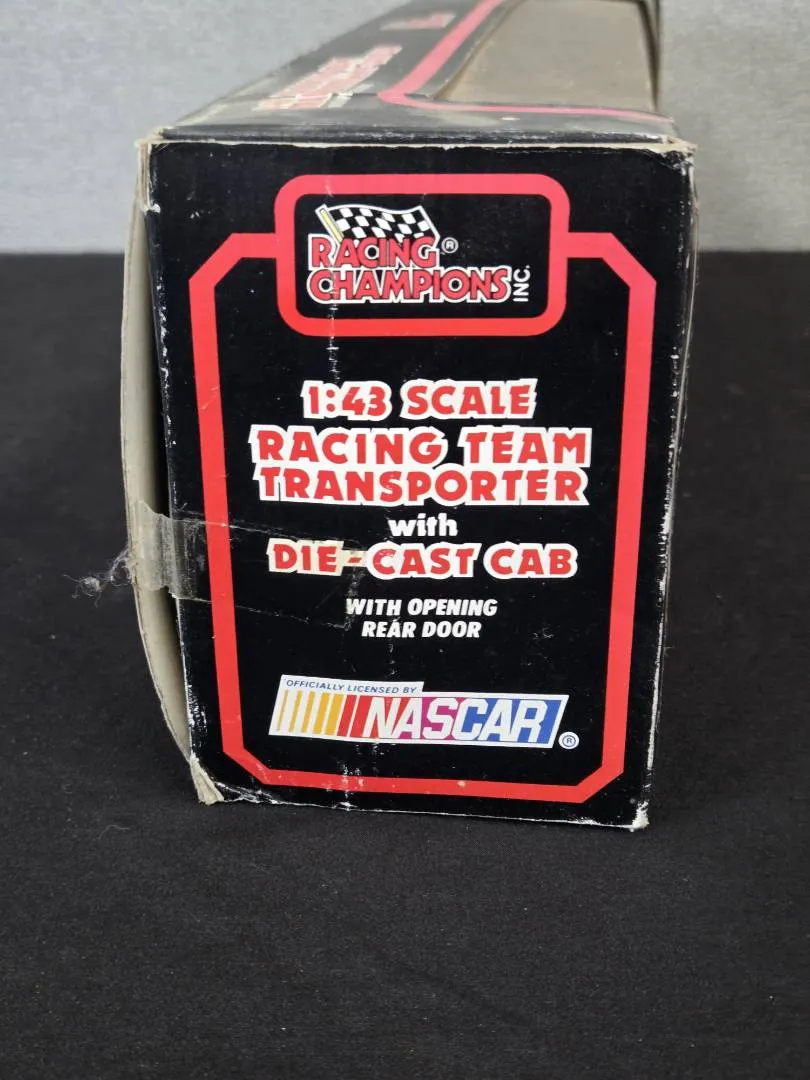 RACING®
CHAMPIONS INC.
1:43 SCALE
RACING TEAM
TRANSPORTER
with
DIE-CAST CAB
WITH OPENING
REAR DOOR
OFFICIALLY LICENSED BY
NASCAR®